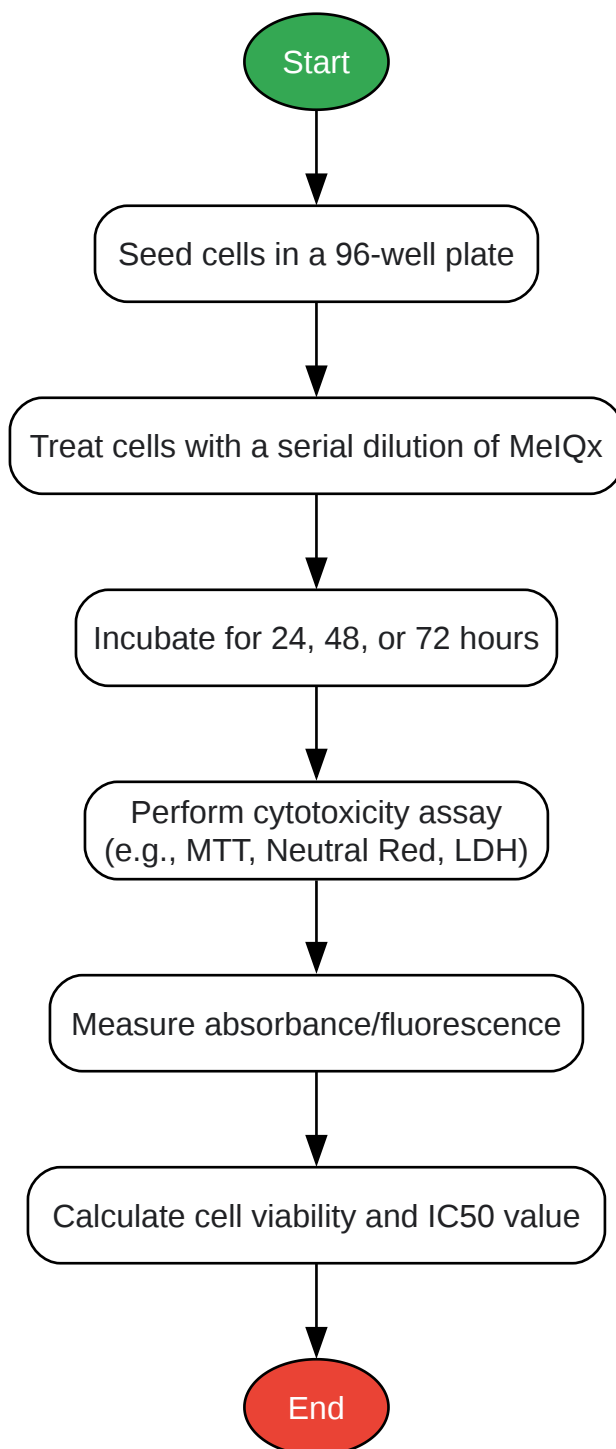 Start
Seed cells in a 96-well plate
Treat cells with a serial dilution of MeIQx
Incubate for 24, 48, or 72 hours
Perform cytotoxicity assay
(e.g., MTT, Neutral Red, LDH)
Measure absorbance/fluorescence
Calculate cell viability and IC50 value
End